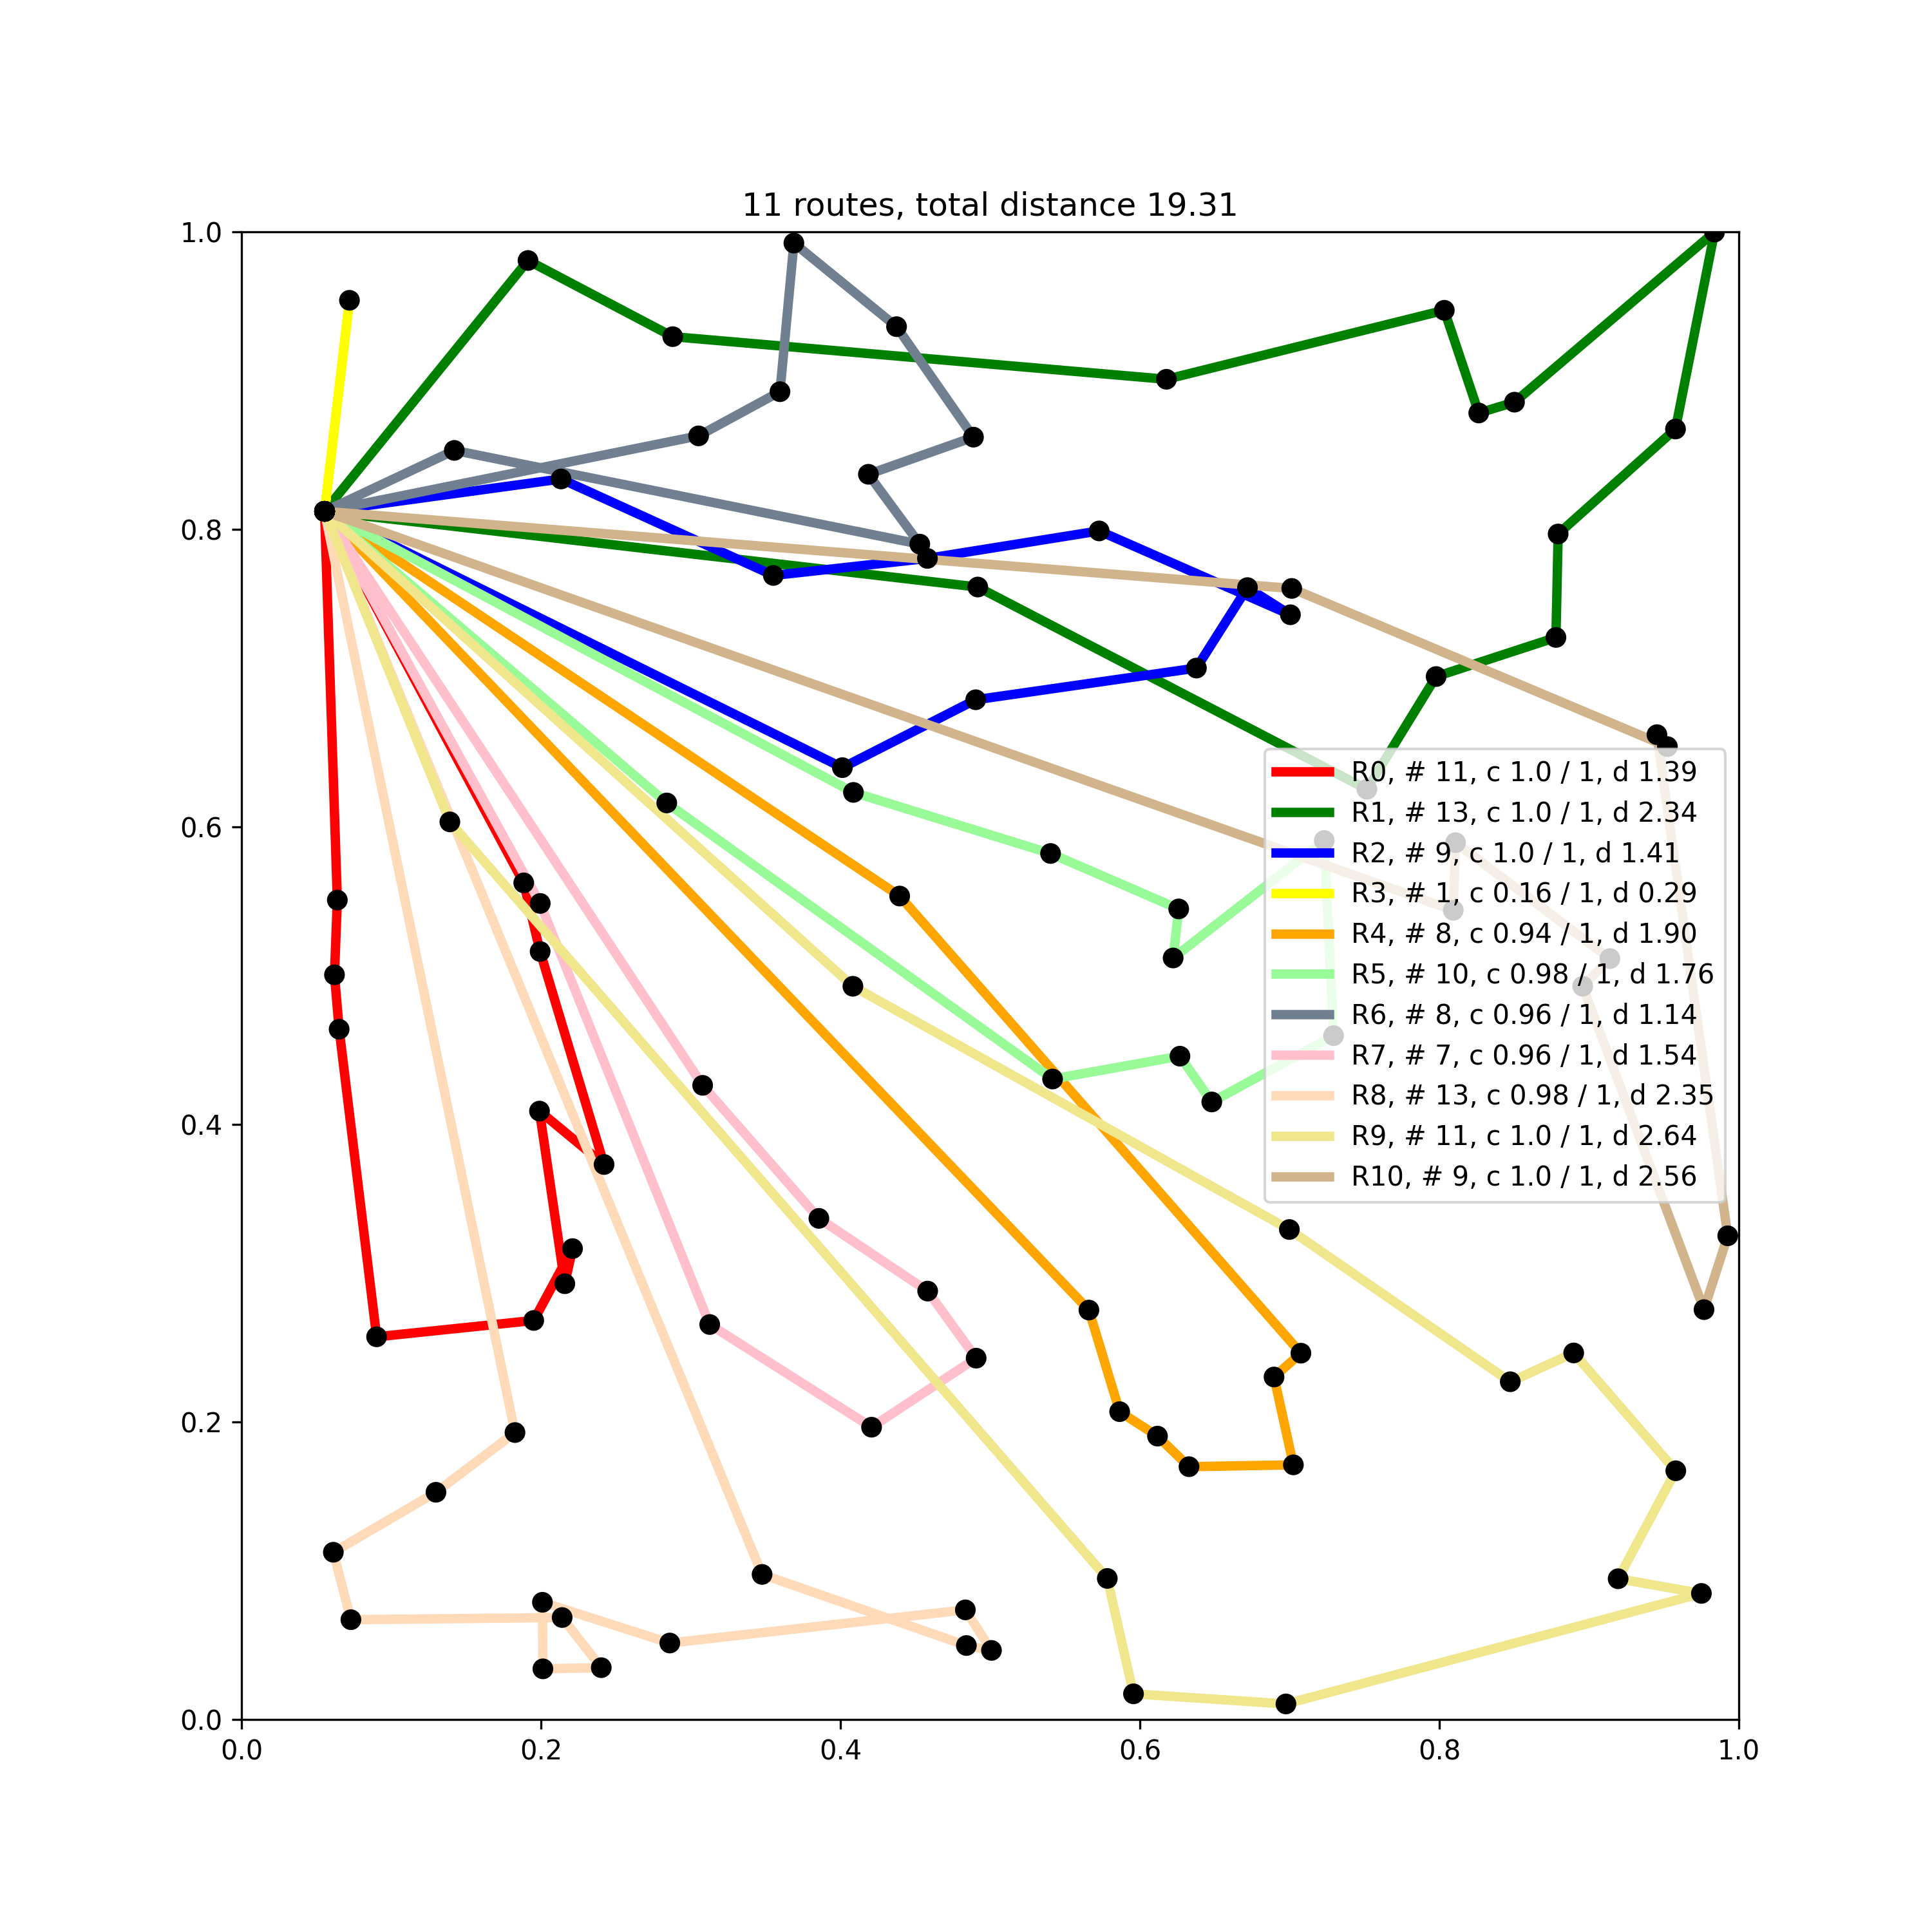 11 routes, total distance 19.31
1.0
0.8
0.6
0.4
0.2
0.0
0.0 0.2 0.4 0.6 0.8 1.0
R0, # 11, c 1.0 / 1, d 1.39
R1, # 13, c 1.0 / 1, d 2.34
R2, # 9, c 1.0 / 1, d 1.41
R3, # 1, c 0.16 / 1, d 0.29
R4, # 8, c 0.94 / 1, d 1.90
R5, # 10, c 0.98 / 1, d 1.76
R6, # 8, c 0.96 / 1, d 1.14
R7, # 7, c 0.96 / 1, d 1.54
R8, # 13, c 0.98 / 1, d 2.35
R9, # 11, c 1.0 / 1, d 2.64
R10, # 9, c 1.0 / 1, d 2.56